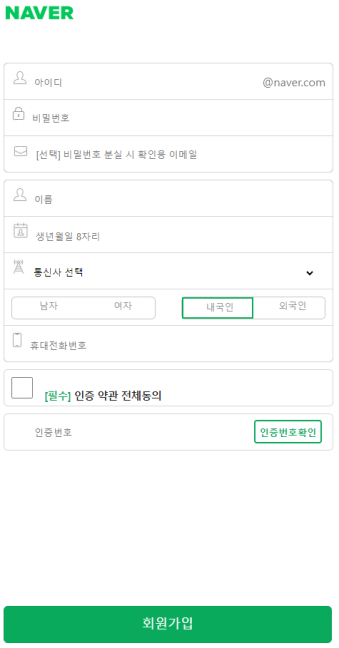 NAVER
아이디 @naver.com
비밀번호
[선택] 비밀번호 분실 시 확인용 이메일
이름
생년월일 8자리
통신사 선택
남자 여자 내국인 외국인
휴대전화번호
[필수] 인증 약관 전체동의
인증번호 인증번호확인
회원가입